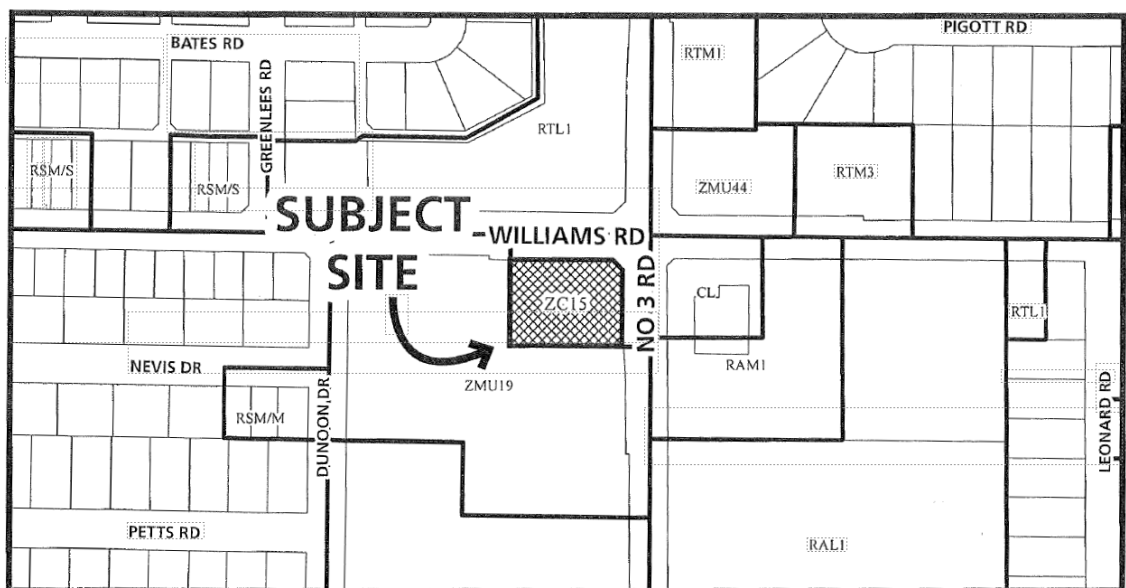 BATES RD
PIGOTT RD
GREENLEES RD
RTM1
RTL1
RSM/S
RSM/S
ZMU44
RTM3
SUBJECT
SITE
WILLIAMS RD
NO 3 RD
ZC15
CLJ
RTL1
NEVIS DR
RAM1
ZMU19
RSM/M
DUNOON DR
LEONARD RD
PETTS RD
RAL1